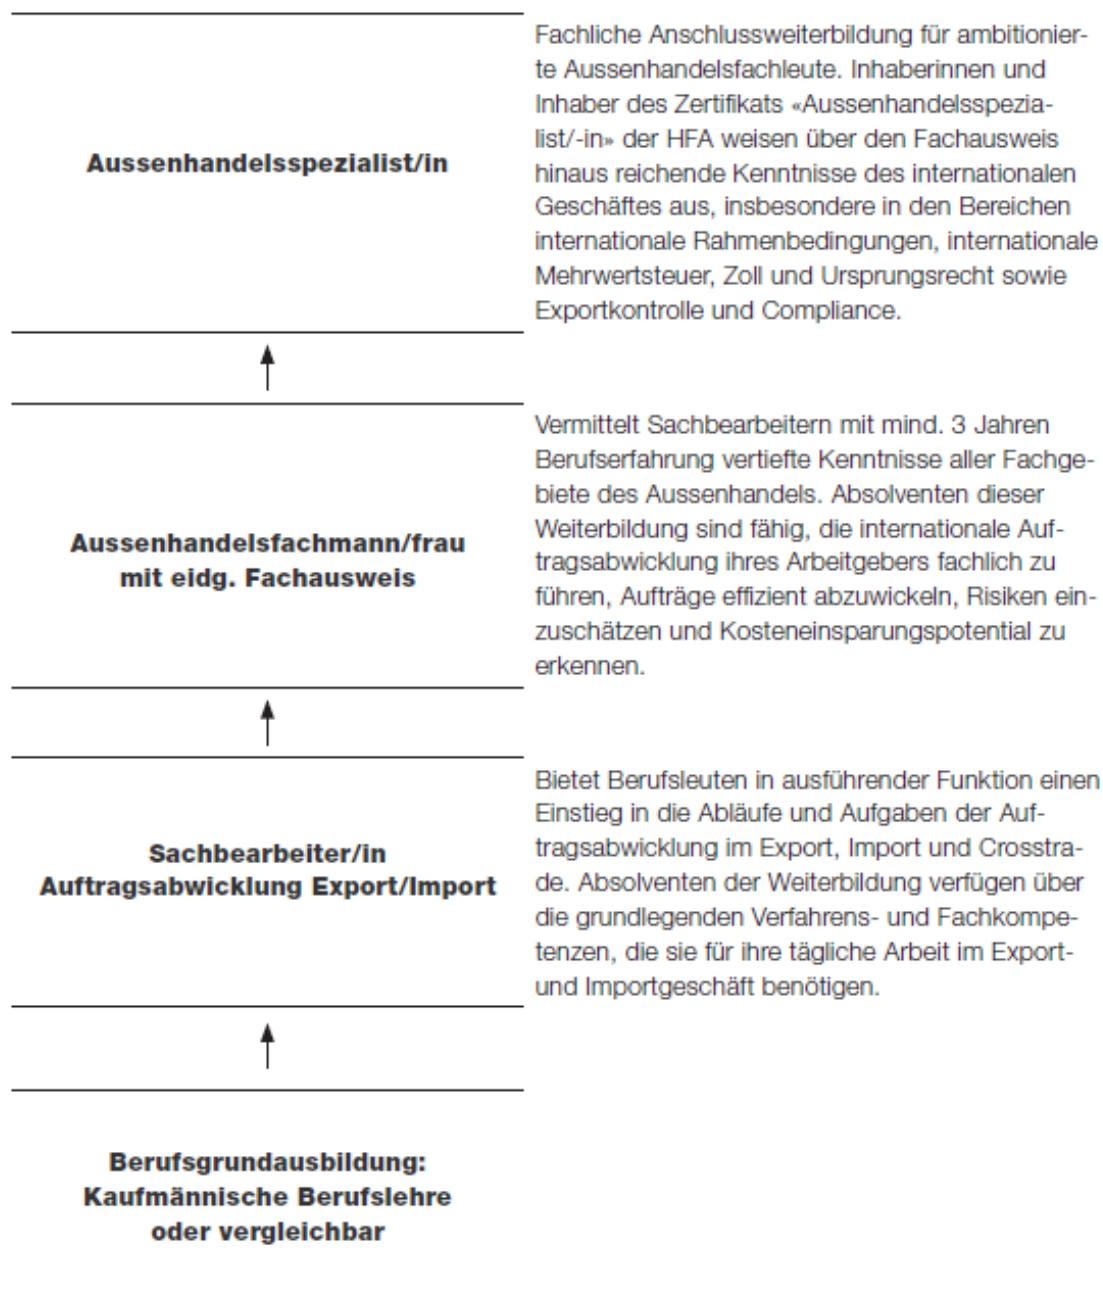 Aussenhandelsspezialist/in
Fachliche Anschlussweiterbildung für ambitionier-
te Aussenhandelsfachleute. Inhaberinnen und
Inhaber des Zertifikats «Aussenhandelsspezia-
list/-in» der HFA weisen über den Fachausweis
hinaus reichende Kenntnisse des internationalen
Geschäftes aus, insbesondere in den Bereichen
internationale Rahmenbedingungen, internationale
Mehrwertsteuer, Zoll und Ursprungsrecht sowie
Exportkontrolle und Compliance.
Aussenhandelsfachmann/frau
mit eidg. Fachausweis
Vermittelt Sachbearbeitern mit mind. 3 Jahren
Berufserfahrung vertiefte Kenntnisse aller Fachge-
biete des Aussenhandels. Absolventen dieser
Weiterbildung sind fähig, die internationale Auf-
tragsabwicklung ihres Arbeitgebers fachlich zu
führen, Aufträge effizient abzuwickeln, Risiken ein-
zuschätzen und Kosteneinsparungspotential zu
erkennen.
Sachbearbeiter/in
Auftragsabwicklung Export/Import
Bietet Berufsleuten in ausführender Funktion einen
Einstieg in die Abläufe und Aufgaben der Auf-
tragsabwicklung im Export, Import und Crosstra-
de. Absolventen der Weiterbildung verfügen über
die grundlegenden Verfahrens- und Fachkompe-
tenzen, die sie für ihre tägliche Arbeit im Export-
und Importgeschäft benötigen.
Berufsgrundausbildung:
Kaufmännische Berufslehre
oder vergleichbar